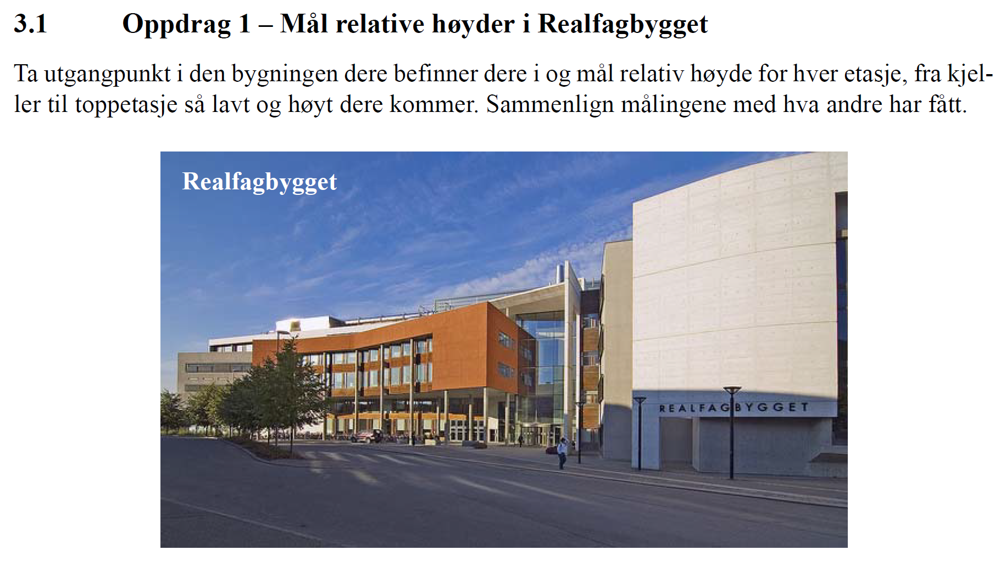 3.1 Oppdrag 1 – Mål relative høyder i Realfagbygget
Ta utgangpunkt i den bygningen dere befinner dere i og mål relativ høyde for hver etasje, fra kjel-
ler til toppetasje så lavt og høyt dere kommer. Sammenlign målingene med hva andre har fått.
Realfagbygget
REALFAGBYGGET